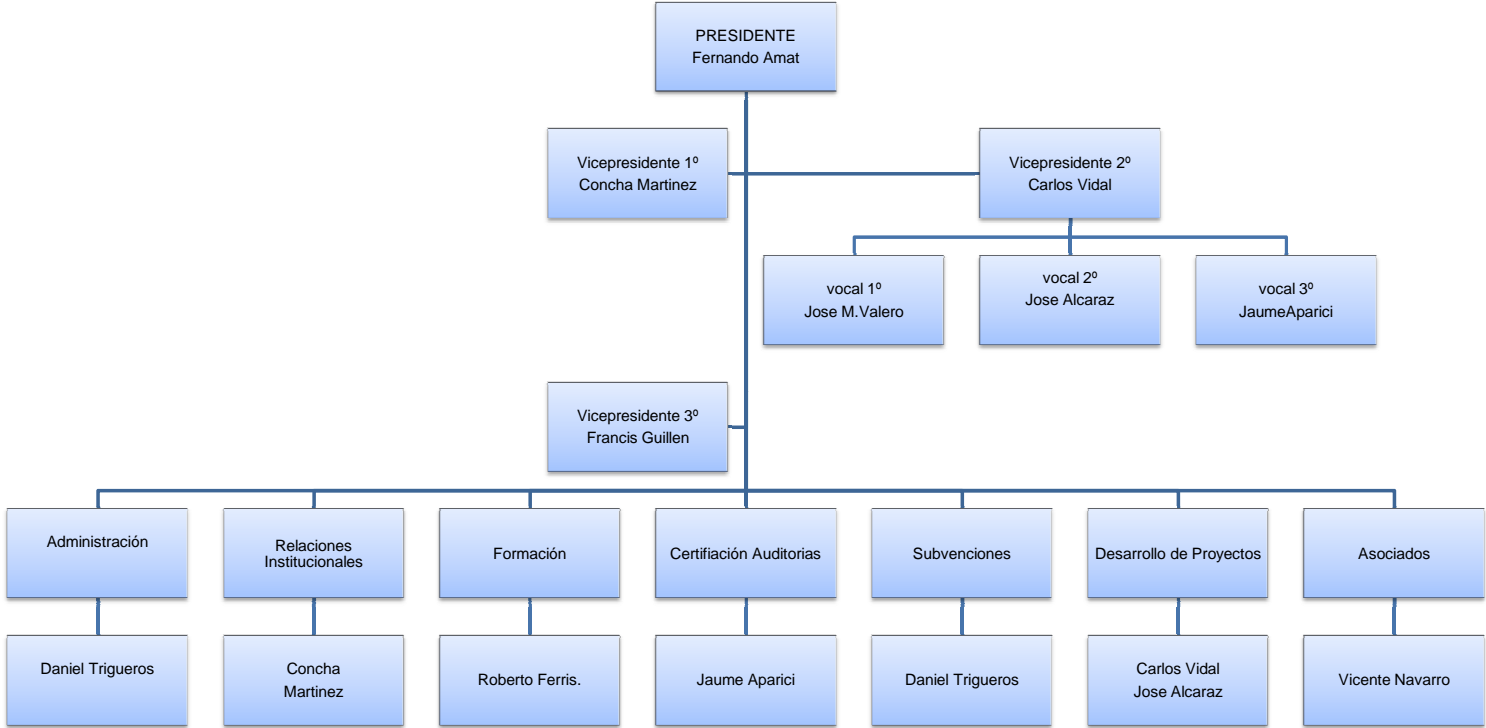 PRESIDENTE
Fernando Amat
Vicepresidente 1º
Concha Martinez
Vicepresidente 2º
Carlos Vidal
vocal 1º
Jose M.Valero
vocal 2º
Jose Alcaraz
vocal 3º
JaumeAparici
Vicepresidente 3º
Francis Guillen
Administración
Relaciones
Institucionales
Formación
Certifiación Auditorias
Subvenciones
Desarrollo de Proyectos
Asociados
Daniel Trigueros
Concha
Martinez
Roberto Ferris.
Jaume Aparici
Daniel Trigueros
Carlos Vidal
Jose Alcaraz
Vicente Navarro